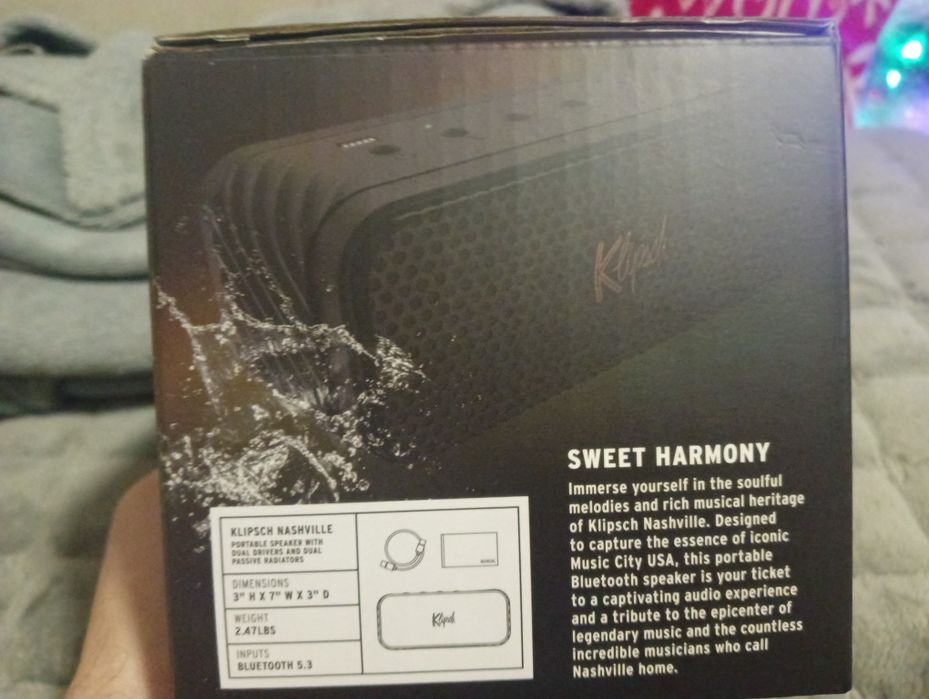 Klipsch
SWEET HARMONY
Immerse yourself in the soulful
melodies and rich musical heritage
of Klipsch Nashville. Designed
to capture the essence of iconic
Music City USA, this portable
Bluetooth speaker is your ticket
to a captivating audio experience
and a tribute to the epicenter of
legendary music and the countless
incredible musicians who call
Nashville home.
KLIPSCH NASHVILLE
PORTABLE SPEAKER WITH
DUAL DRIVERS AND DUAL
PASSIVE RADIATORS
DIMENSIONS
3" H X 7" W X 3" D
WEIGHT
2.47LBS
INPUTS
BLUETOOTH 5.3
MANUAL
Klipsch